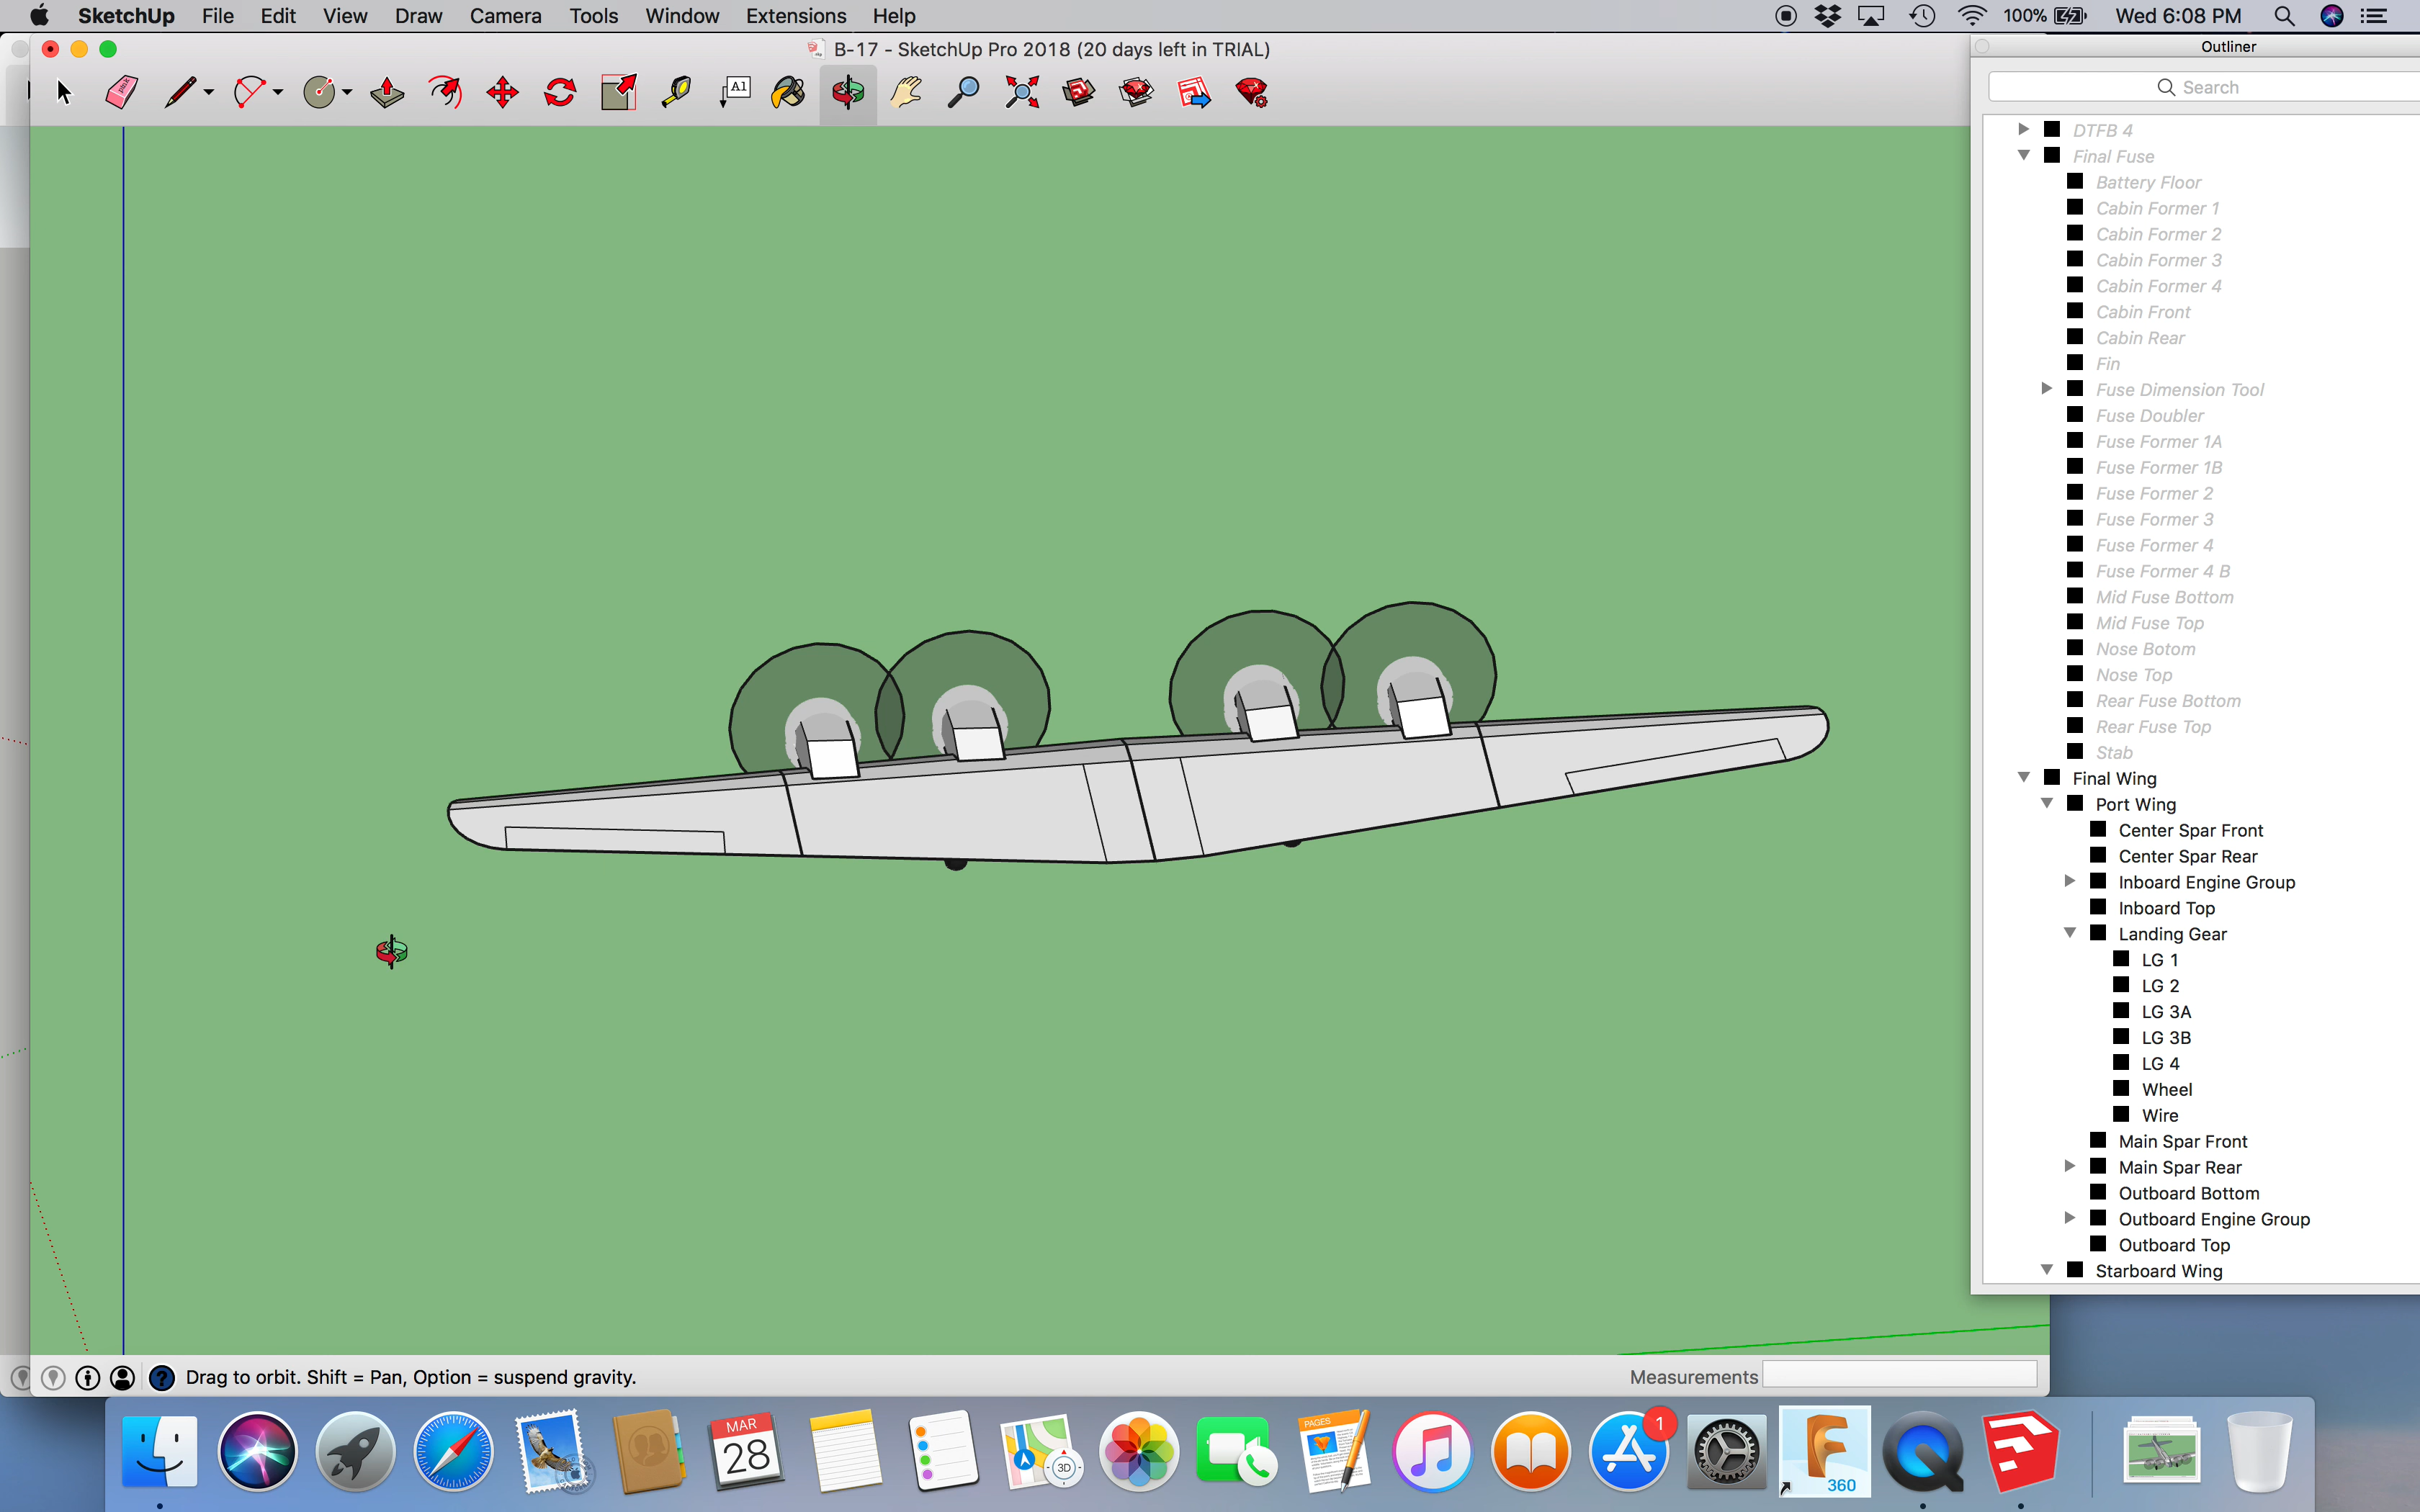 SketchUp File Edit View Draw Camera Tools Window Extensions Help 100% Wed 6:08 PM
B-17 - SketchUp Pro 2018 (20 days left in TRIAL)
Outliner
A1
Search
DTFB 4
Final Fuse
Battery Floor
Cabin Former 1
Cabin Former 2
Cabin Former 3
Cabin Former 4
Cabin Front
Cabin Rear
Fin
Fuse Dimension Tool
Fuse Doubler
Fuse Former 1A
Fuse Former 1B
Fuse Former 2
Fuse Former 3
Fuse Former 4
Fuse Former 4 B
Mid Fuse Bottom
Mid Fuse Top
Nose Botom
Nose Top
Rear Fuse Bottom
Rear Fuse Top
Stab
Final Wing
Port Wing
Center Spar Front
Center Spar Rear
Inboard Engine Group
Inboard Top
Landing Gear
LG 1
LG 2
LG 3A
LG 3B
LG 4
Wheel
Wire
Main Spar Front
Main Spar Rear
Outboard Bottom
Outboard Engine Group
Outboard Top
Starboard Wing
Drag to orbit. Shift = Pan, Option = suspend gravity.
Measurements
MAR
28
3D
PAGES
1
360